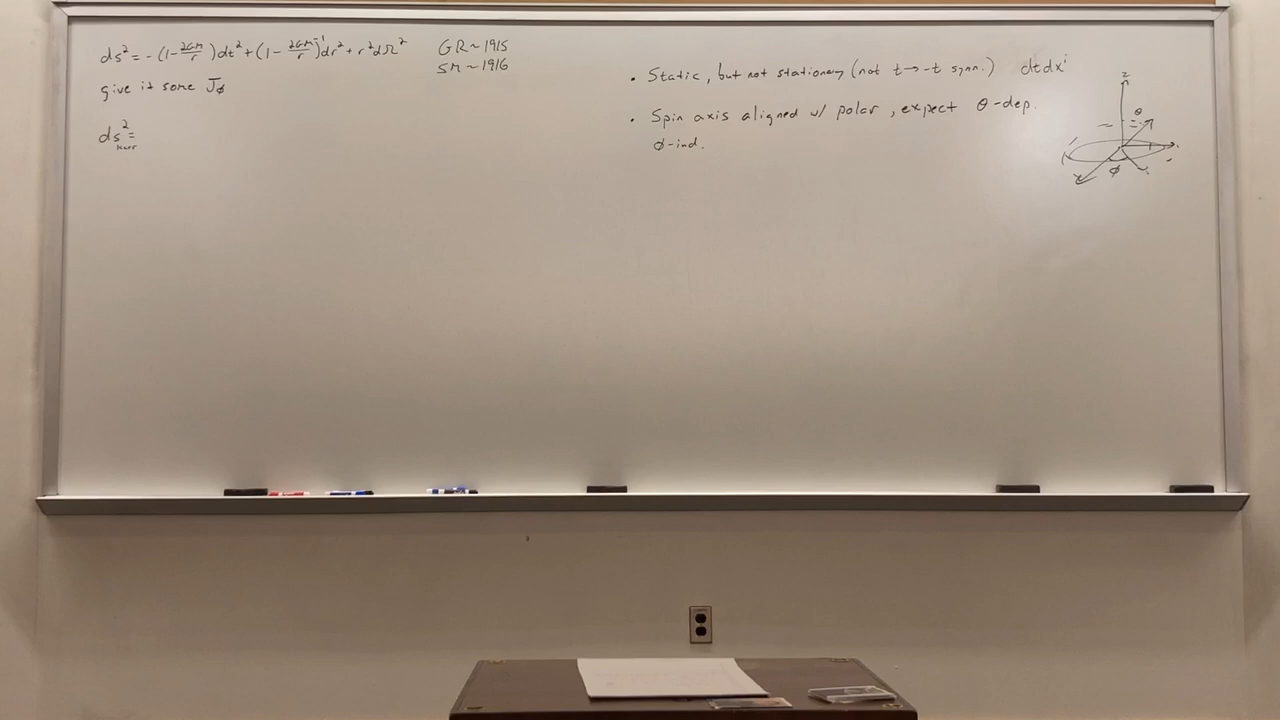 ds² = -(1-2GM/r)dt² + (1-2GM/r)⁻¹dr² + r²dΩ²
GR ~ 1915
SM ~ 1916
give it some J_ϕ
ds²_kerr =
• Static, but not stationary (not t→-t symm.) dtdxⁱ
• Spin axis aligned w/ polar, expect θ-dep.
ϕ-ind.
z
θ
ϕ